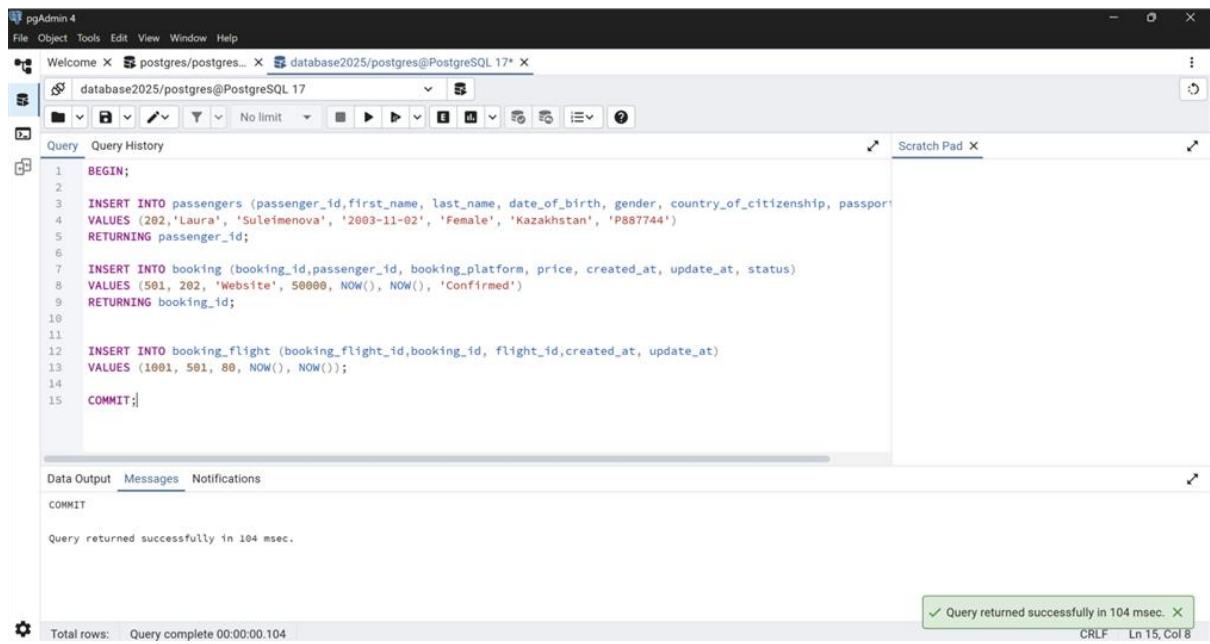 pgAdmin 4
File Object Tools Edit View Window Help
Welcome postgres/postgres... database2025/postgres@PostgreSQL 17*
database2025/postgres@PostgreSQL 17
No limit
Query Query History
Scratch Pad
1 BEGIN;
2
3 INSERT INTO passengers (passenger_id,first_name, last_name, date_of_birth, gender, country_of_citizenship, passport
4 VALUES (202,'Laura', 'Suleimenova', '2003-11-02', 'Female', 'Kazakhstan', 'P887744')
5 RETURNING passenger_id;
6
7 INSERT INTO booking (booking_id,passenger_id, booking_platform, price, created_at, update_at, status)
8 VALUES (501, 202, 'Website', 50000, NOW(), NOW(), 'Confirmed')
9 RETURNING booking_id;
10
11
12 INSERT INTO booking_flight (booking_flight_id,booking_id, flight_id,created_at, update_at)
13 VALUES (1001, 501, 80, NOW(), NOW());
14
15 COMMIT;
Data Output Messages Notifications
COMMIT
Query returned successfully in 104 msec.
Query returned successfully in 104 msec.
Total rows: Query complete 00:00:00.104
CRLF Ln 15, Col 8